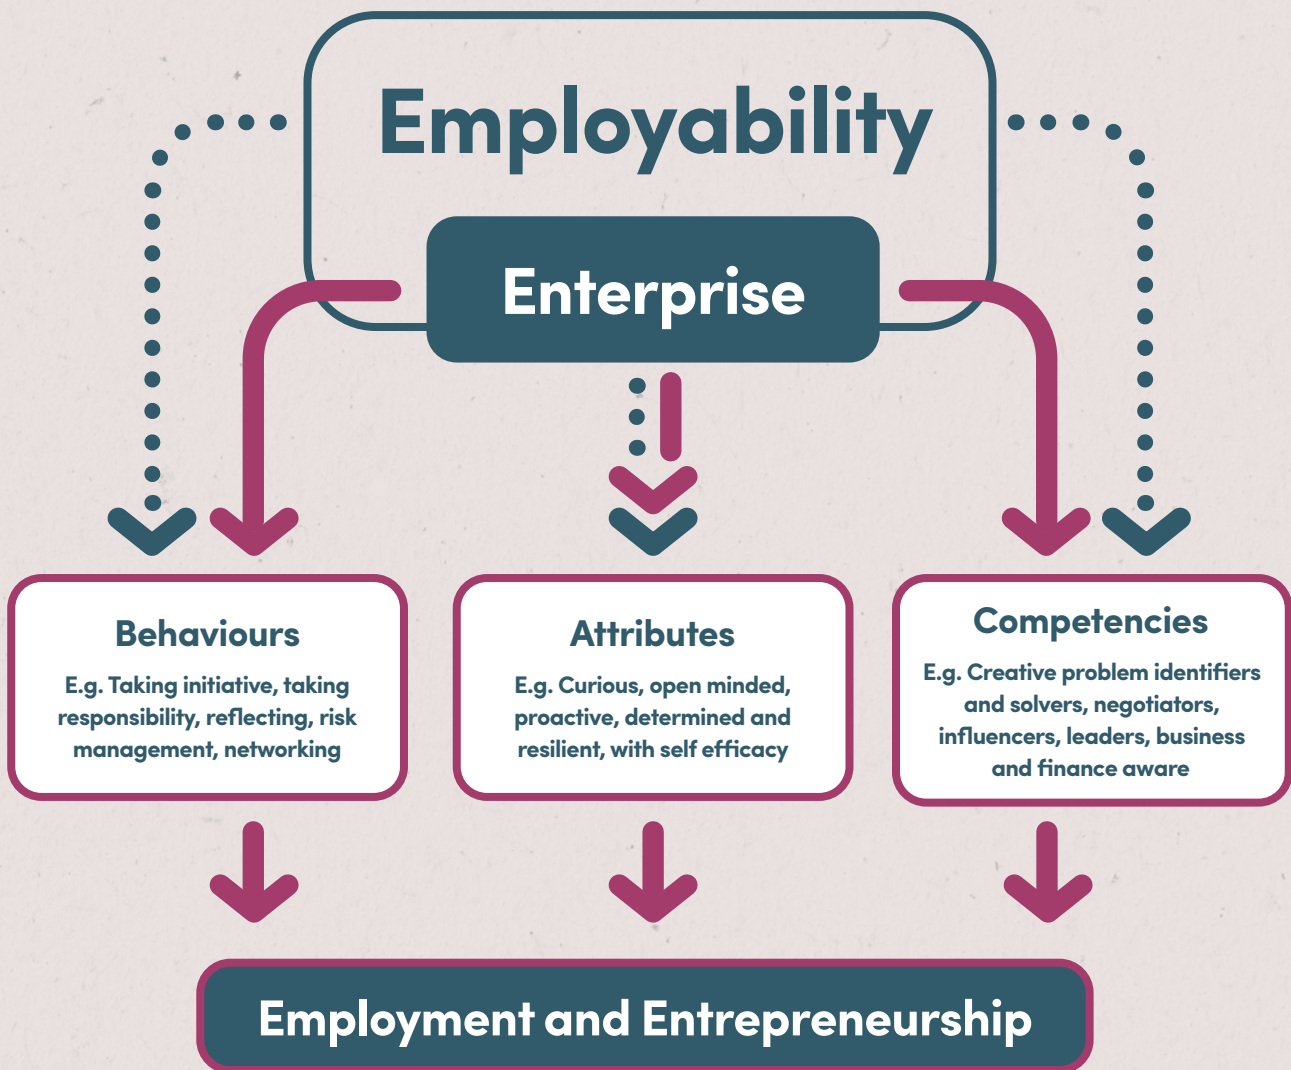 Employability
Enterprise
Behaviours
E.g. Taking initiative, taking
responsibility, reflecting, risk
management, networking
Attributes
E.g. Curious, open minded,
proactive, determined and
resilient, with self efficacy
Competencies
E.g. Creative problem identifiers
and solvers, negotiators,
influencers, leaders, business
and finance aware
Employment and Entrepreneurship